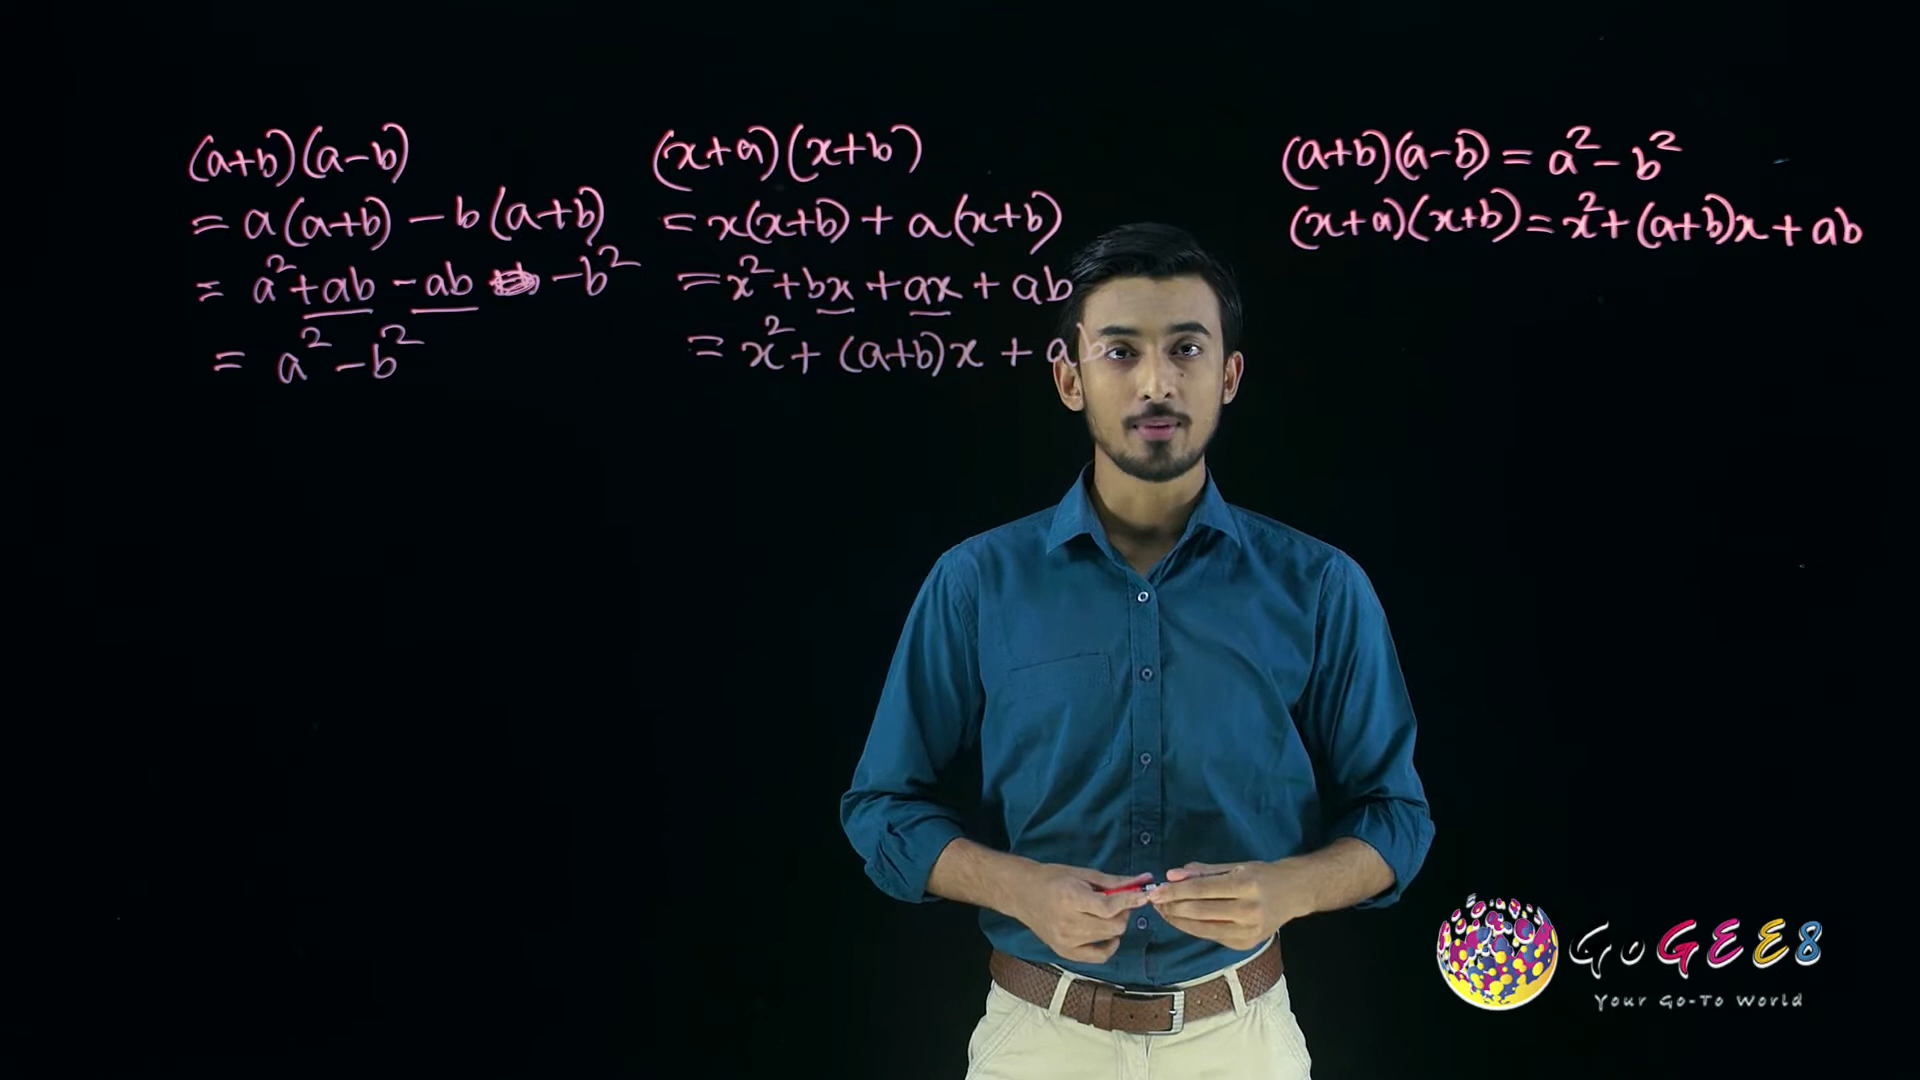 (a+b)(a-b)
= a(a+b) - b(a+b)
= a² + ab - ab - b²
= a² - b²
(x+a)(x+b)
= x(x+b) + a(x+b)
= x² + bx + ax + ab
= x² + (a+b)x + ab
(a+b)(a-b) = a² - b²
(x+a)(x+b) = x² + (a+b)x + ab
GoGEE8
Your Go-To World